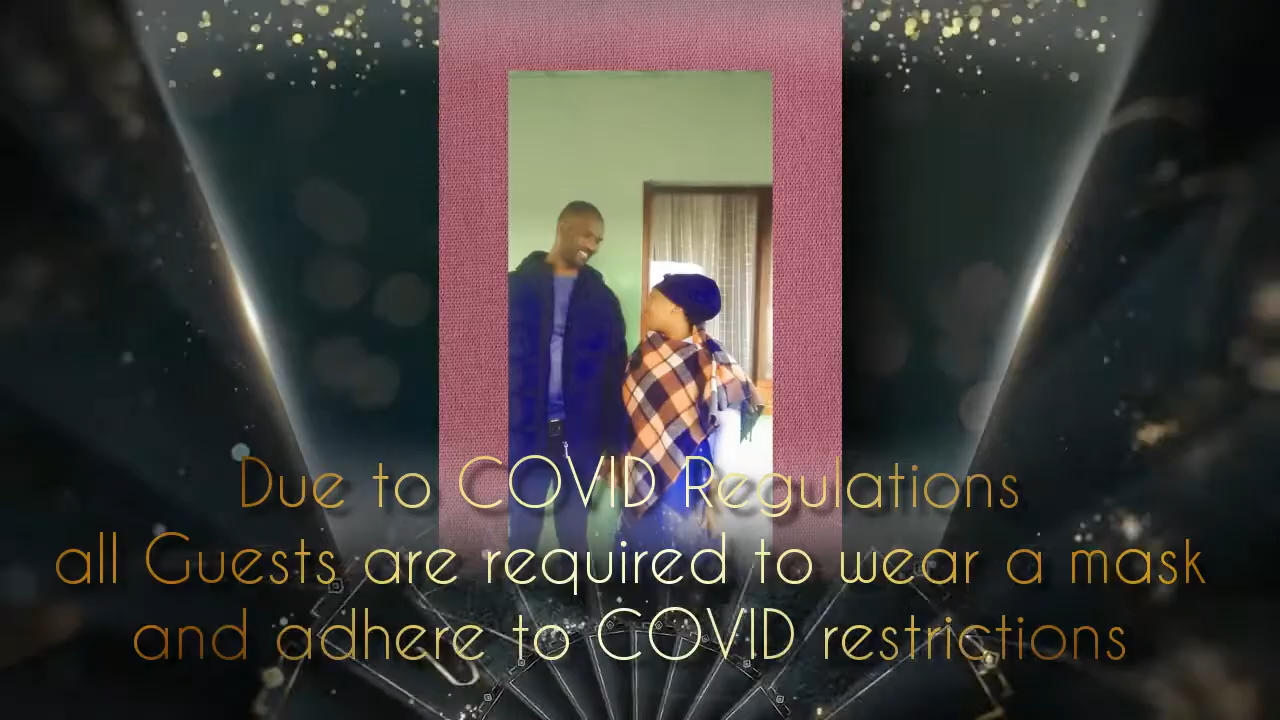 Due to COVID Regulations
all Guests are required to wear a mask
and adhere to COVID restrictions